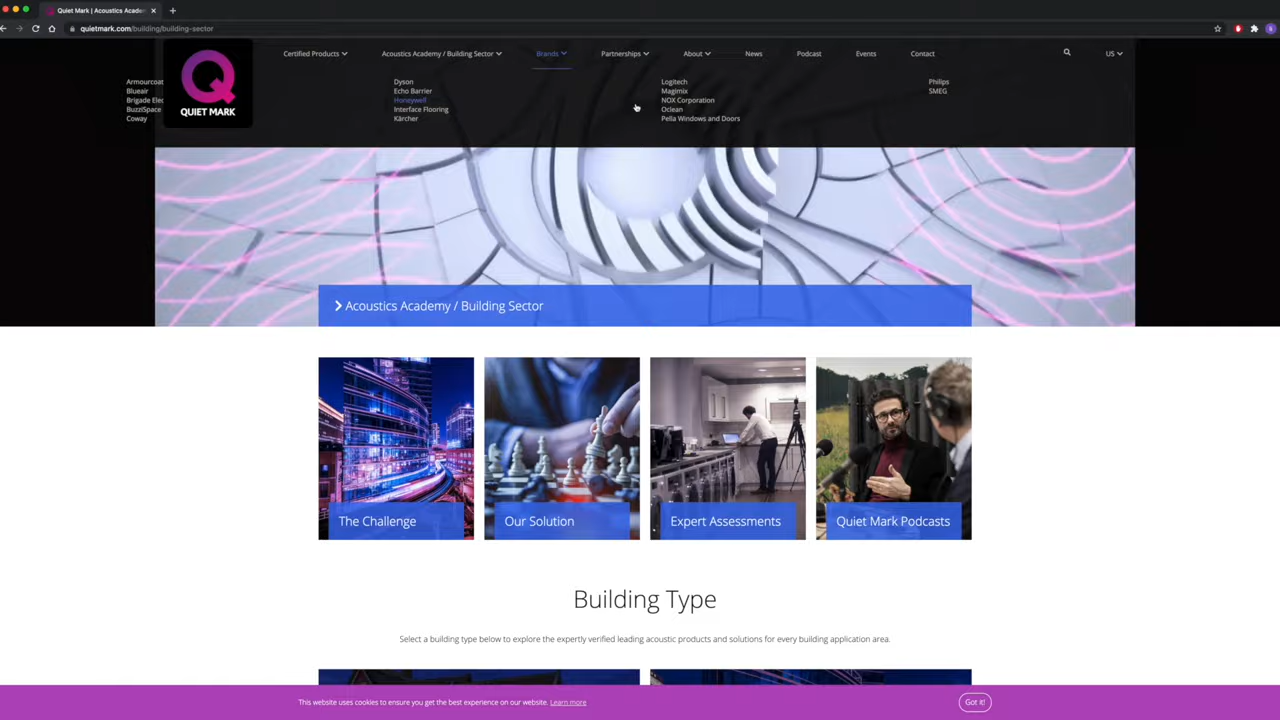 Quiet Mark | Acoustics Academ
quietmark.com/building/building-sector
Certified Products
Acoustics Academy / Building Sector
Brands
Partnerships
About
News
Podcast
Events
Contact
US
Armourcoat
Blueair
Brigade Elec
BuzziSpace
Coway
QUIET MARK
Dyson
Echo Barrier
Honeywell
Interface Flooring
Kärcher
Logitech
Magimix
NOX Corporation
Oclean
Pella Windows and Doors
Philips
SMEG
Acoustics Academy / Building Sector
The Challenge
Our Solution
Expert Assessments
Quiet Mark Podcasts
Building Type
Select a building type below to explore the expertly verified leading acoustic products and solutions for every building application area.
This website uses cookies to ensure you get the best experience on our website. Learn more
Got it!